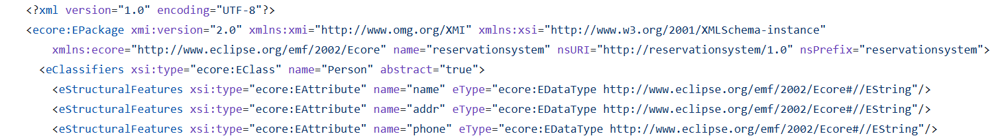 <?xml version="1.0" encoding="UTF-8"?>
<ecore:EPackage xmi:version="2.0" xmlns:xmi="http://www.omg.org/XMI" xmlns:xsi="http://www.w3.org/2001/XMLSchema-instance"
xmlns:ecore="http://www.eclipse.org/emf/2002/Ecore" name="reservationsystem" nsURI="http://reservationsystem/1.0" nsPrefix="reservationsystem">
<eClassifiers xsi:type="ecore:EClass" name="Person" abstract="true">
<eStructuralFeatures xsi:type="ecore:EAttribute" name="name" eType="ecore:EDataType http://www.eclipse.org/emf/2002/Ecore#//EString"/>
<eStructuralFeatures xsi:type="ecore:EAttribute" name="addr" eType="ecore:EDataType http://www.eclipse.org/emf/2002/Ecore#//EString"/>
<eStructuralFeatures xsi:type="ecore:EAttribute" name="phone" eType="ecore:EDataType http://www.eclipse.org/emf/2002/Ecore#//EString"/>